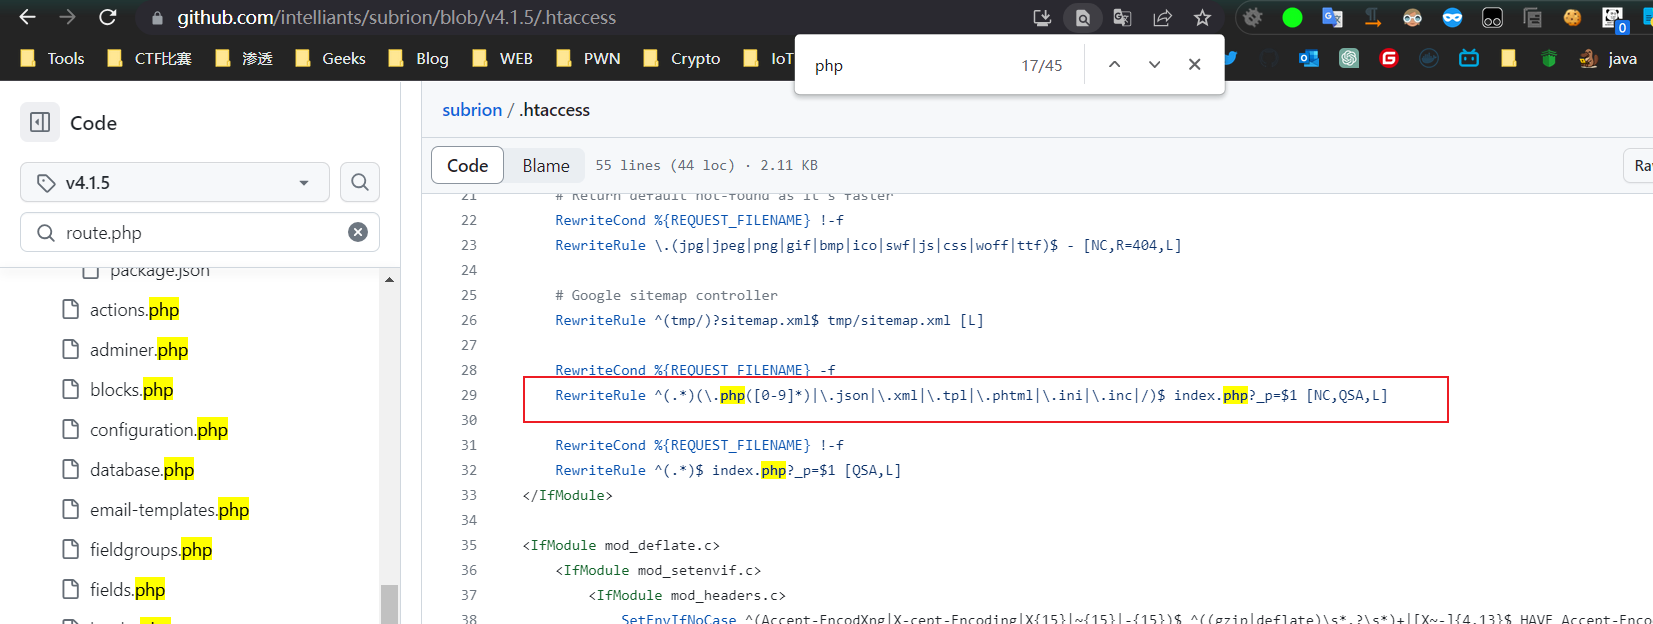 github.com/intelliants/subrion/blob/v4.1.5/.htaccess
0
Tools
CTF比赛
渗透
Geeks
Blog
WEB
PWN
Crypto
IoT
java
php
17/45
Code
v4.1.5
route.php
package.json
actions.php
adminer.php
blocks.php
configuration.php
database.php
email-templates.php
fieldgroups.php
fields.php
subrion / .htaccess
Code
Blame
55 lines (44 loc) · 2.11 KB
Ra
21 # Return default not-found as it's faster
22 RewriteCond %{REQUEST_FILENAME} !-f
23 RewriteRule \.(jpg|jpeg|png|gif|bmp|ico|swf|js|css|woff|ttf)$ - [NC,R=404,L]
24
25 # Google sitemap controller
26 RewriteRule ^(tmp/)?sitemap.xml$ tmp/sitemap.xml [L]
27
28 RewriteCond %{REQUEST_FILENAME} -f
29 RewriteRule ^(.*)(\.php([0-9]*)|\.json|\.xml|\.tpl|\.phtml|\.ini|\.inc|/)$ index.php?_p=$1 [NC,QSA,L]
30
31 RewriteCond %{REQUEST_FILENAME} !-f
32 RewriteRule ^(.*)$ index.php?_p=$1 [QSA,L]
33 </IfModule>
34
35 <IfModule mod_deflate.c>
36 <IfModule mod_setenvif.c>
37 <IfModule mod_headers.c>
38 SetEnvIfNoCase ^(Accept-EncodXng|X-cept-Encoding|X{15}|~{15}|-{15})$ ^((gzip|deflate)\s*,?\s*)+|[X~-]{4,13}$ HAVE_Accept-Enco